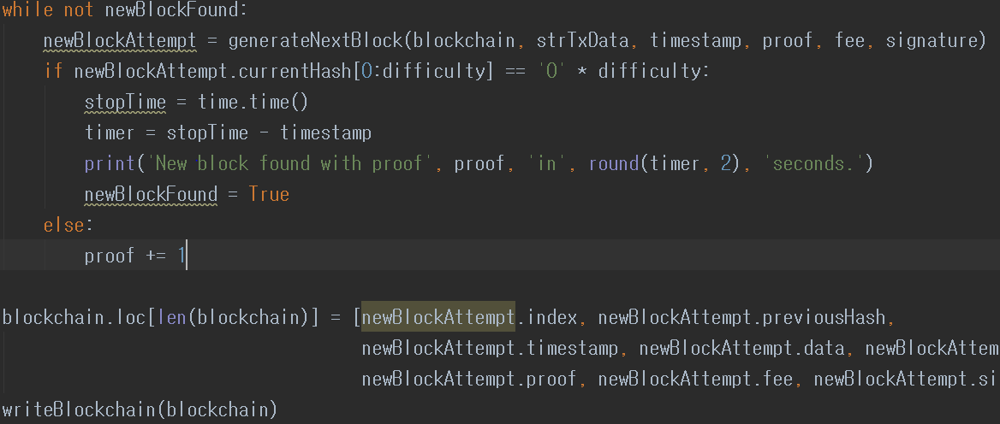 while not newBlockFound:
    newBlockAttempt = generateNextBlock(blockchain, strTxData, timestamp, proof, fee, signature)
    if newBlockAttempt.currentHash[0:difficulty] == '0' * difficulty:
        stopTime = time.time()
        timer = stopTime - timestamp
        print('New block found with proof', proof, 'in', round(timer, 2), 'seconds.')
        newBlockFound = True
    else:
        proof += 1
blockchain.loc[len(blockchain)] = [newBlockAttempt.index, newBlockAttempt.previousHash,
                                   newBlockAttempt.timestamp, newBlockAttempt.data, newBlockAttem
                                   newBlockAttempt.proof, newBlockAttempt.fee, newBlockAttempt.si
writeBlockchain(blockchain)